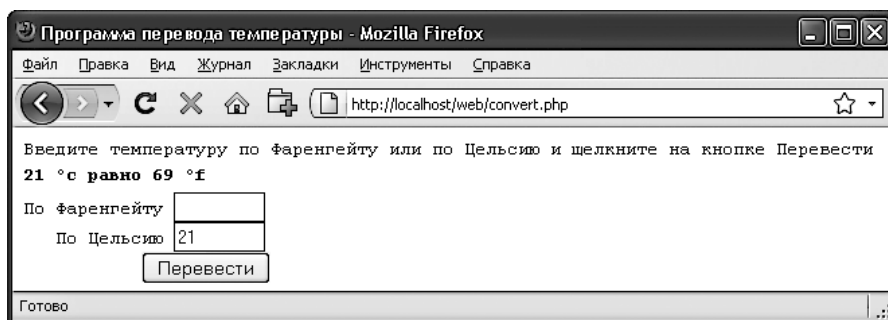 Программа перевода температуры - Mozilla Firefox
Файл Правка Вид Журнал Закладки Инструменты Справка
http://localhost/web/convert.php
Введите температуру по Фаренгейту или по Цельсию и щелкните на кнопке Перевести
21 °c равно 69 °f
По Фаренгейту
По Цельсию 21
Перевести
Готово